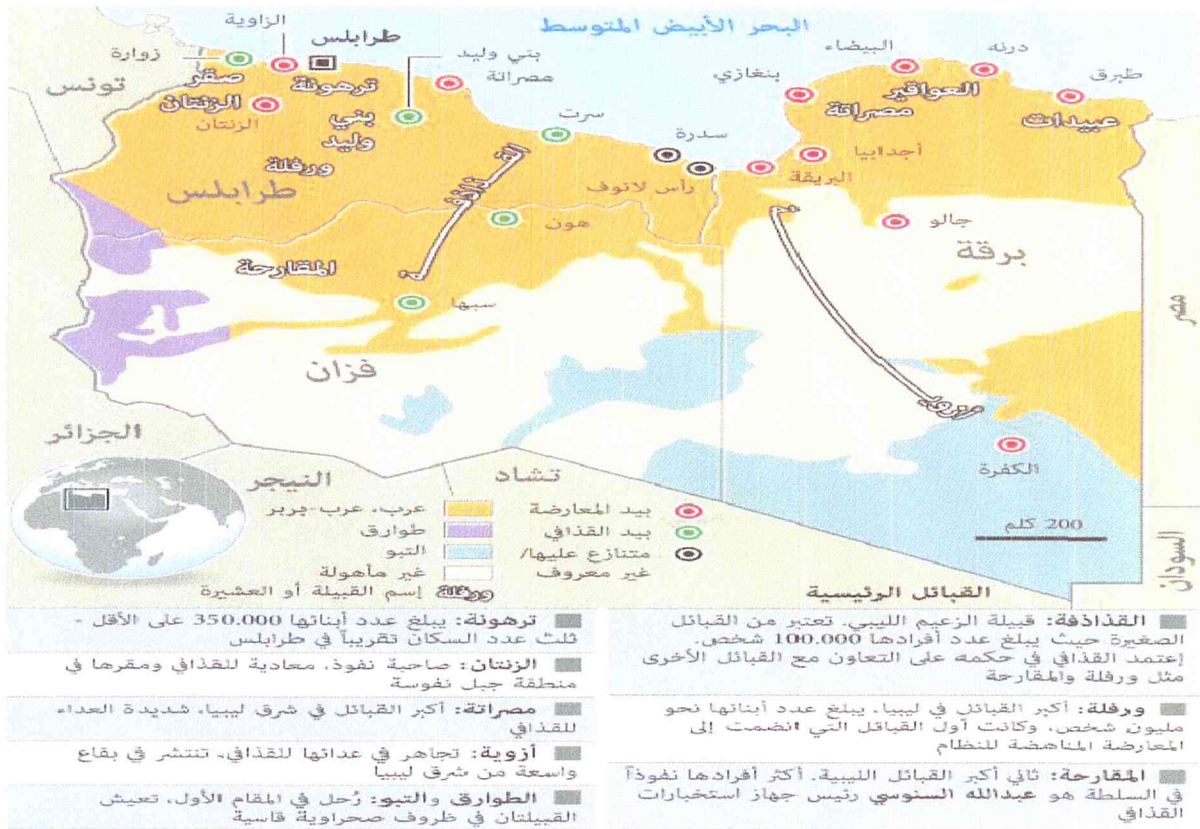 البحر الأبيض المتوسط
الزاوية
طرابلس
زوارة
بني وليد
مصراتة
البيضاء
درنه
طبرق
بنغازي
تونس
صقر
ترهونة
الزنتان
الزنتان
بني
وليد
ورفلة
طرابلس
سرت
سدرة
رأس لانوف
القذاذفة
هون
العواقير
مصراتة
عبيدات
أجدابيا
البريقة
جالو
برقة
مصر
المقارحة
سبها
فزان
الكفرة
الجزائر
النيجر
تشاد
السودان
200 كلم
بيد المعارضة
بيد القذافي
متنازع عليها/
غير معروف
عرب، عرب-بربر
طوارق
التبو
غير مأهولة
ورفلة إسم القبيلة أو العشيرة
القبائل الرئيسية
القذاذفة: قبيلة الزعيم الليبي. تعتبر من القبائل
الصغيرة حيث يبلغ عدد أفرادها 100.000 شخص.
إعتمد القذافي في حكمه على التعاون مع القبائل الأخرى
مثل ورفلة والمقارحة
ورفلة: أكبر القبائل في ليبيا. يبلغ عدد أبنائها نحو
مليون شخص، وكانت أول القبائل التي انضمت إلى
المعارضة المناهضة للنظام
المقارحة: ثاني أكبر القبائل الليبية. أكثر أفرادها نفوذاً
في السلطة هو عبدالله السنوسي رئيس جهاز استخبارات
القذافي
ترهونة: يبلغ عدد أبنائها 350.000 على الأقل -
ثلث عدد السكان تقريباً في طرابلس
الزنتان: صاحبة نفوذ، معادية للقذافي ومقرها في
منطقة جبل نفوسة
مصراتة: أكبر القبائل في شرق ليبيا، شديدة العداء
للقذافي
أزوية: تجاهر في عدائها للقذافي، تنتشر في بقاع
واسعة من شرق ليبيا
الطوارق والتبو: رُحل في المقام الأول، تعيش
القبيلتان في ظروف صحراوية قاسية